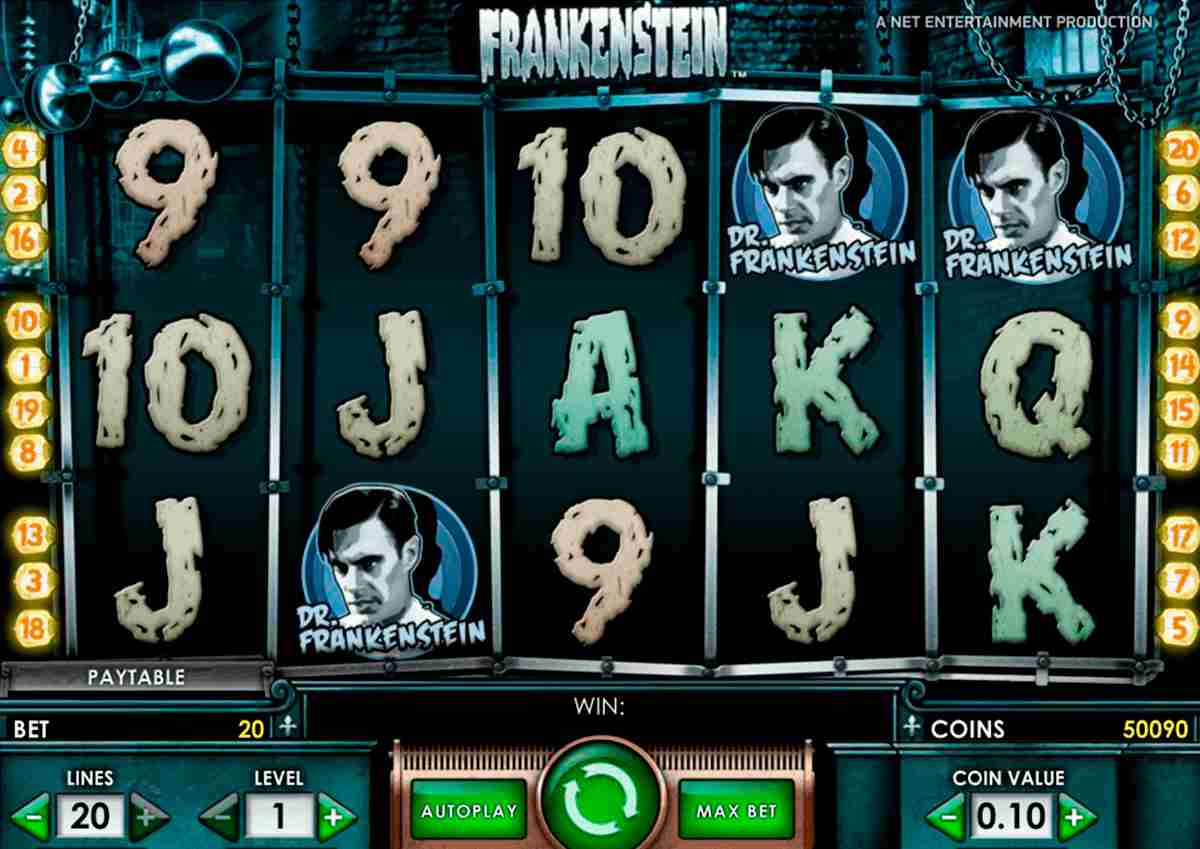 FRANKENSTEIN™
A NET ENTERTAINMENT PRODUCTION
4
2
16
9
9
10
DR. FRANKENSTEIN
DR. FRANKENSTEIN
20
6
12
10
1
19
8
10
J
A
K
Q
9
14
15
11
13
3
18
J
DR. FRANKENSTEIN
9
J
K
17
7
5
PAYTABLE
WIN:
BET 20
COINS 50090
LINES
LEVEL
COIN VALUE
- 20 +
- 1 +
AUTOPLAY
MAX BET
- 0.10 +